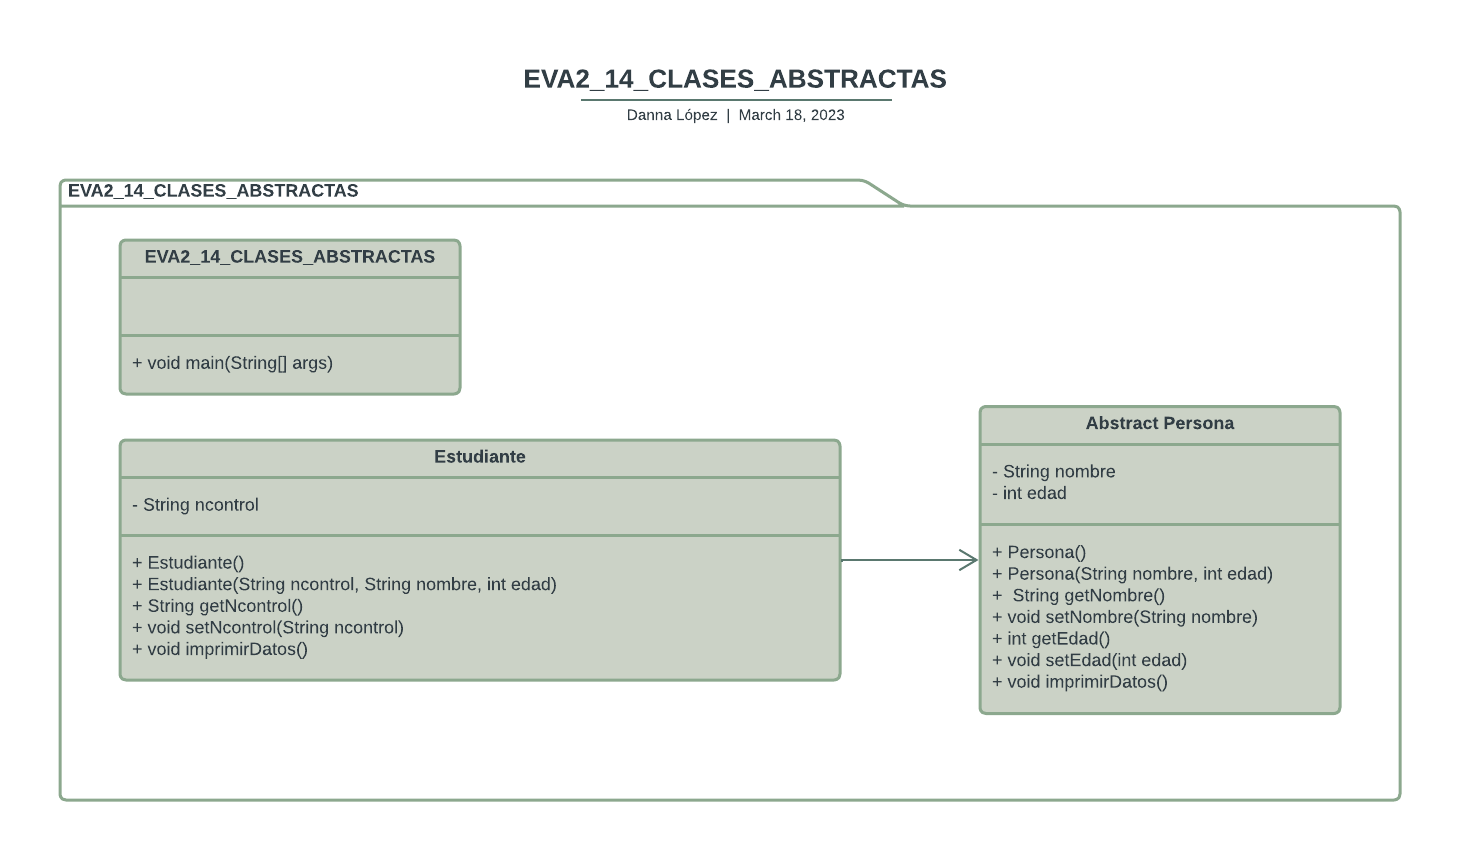 EVA2_14_CLASES_ABSTRACTAS
Danna López | March 18, 2023
EVA2_14_CLASES_ABSTRACTAS
EVA2_14_CLASES_ABSTRACTAS
+ void main(String[] args)
Estudiante
- String ncontrol
+ Estudiante()
+ Estudiante(String ncontrol, String nombre, int edad)
+ String getNcontrol()
+ void setNcontrol(String ncontrol)
+ void imprimirDatos()
Abstract Persona
- String nombre
- int edad
+ Persona()
+ Persona(String nombre, int edad)
+  String getNombre()
+ void setNombre(String nombre)
+ int getEdad()
+ void setEdad(int edad)
+ void imprimirDatos()